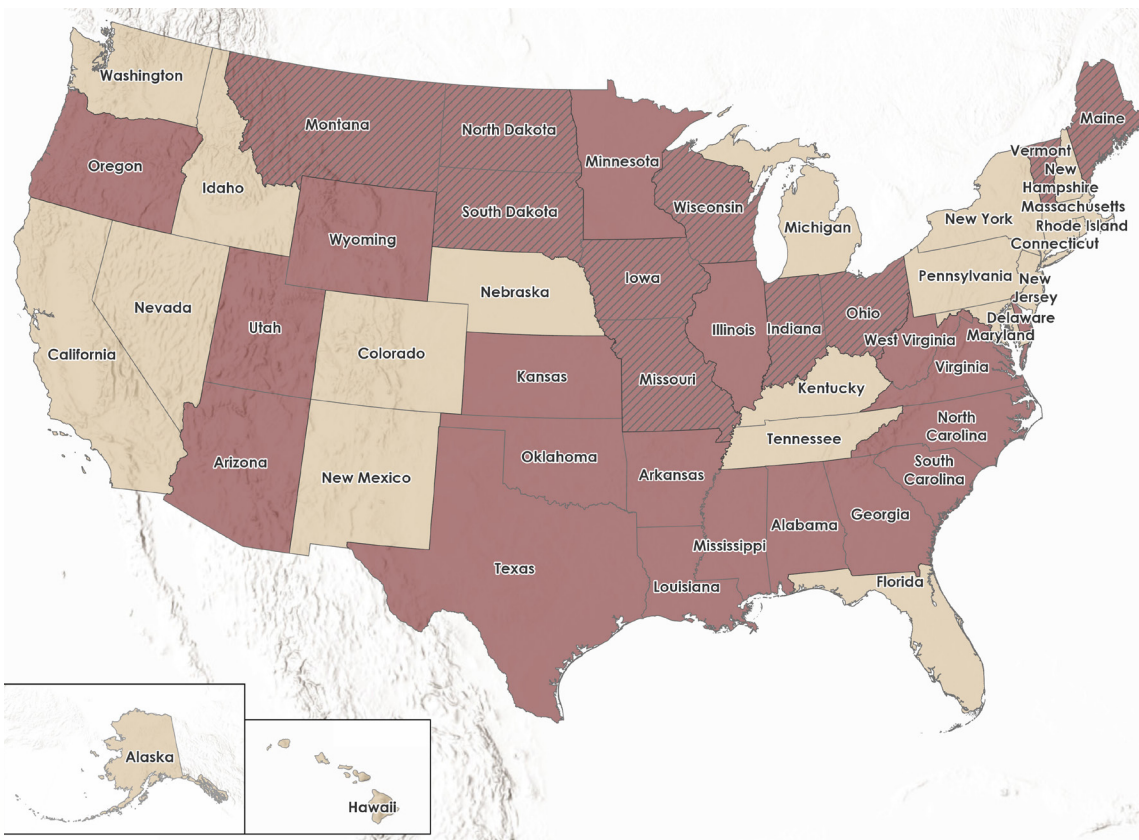 Washington
Montana
North Dakota
Maine
Oregon
Minnesota
Vermont
New
Hampshire
Idaho
South Dakota
Wisconsin
Massachusetts
New York
Rhode Island
Michigan
Wyoming
Connecticut
Iowa
Pennsylvania
New
Jersey
Nebraska
Nevada
Ohio
Delaware
Utah
Illinois
Indiana
Maryland
West Virginia
California
Colorado
Virginia
Kansas
Missouri
Kentucky
North
Carolina
Tennessee
Oklahoma
Arizona
South
Carolina
New Mexico
Arkansas
Georgia
Alabama
Mississippi
Texas
Louisiana
Florida
Alaska
Hawaii